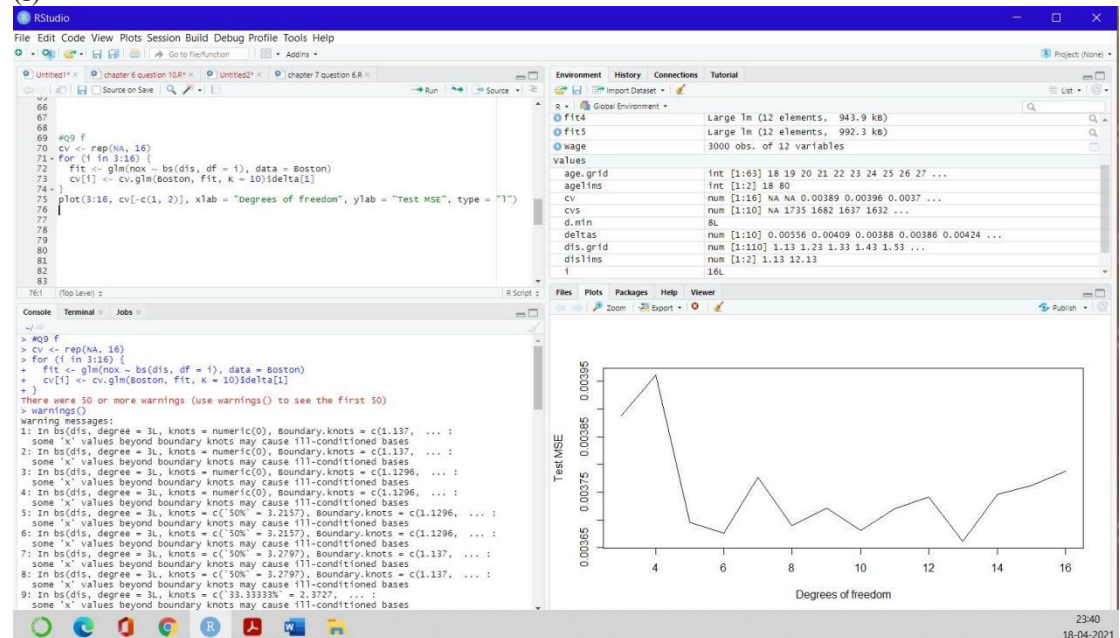 RStudio
File Edit Code View Plots Session Build Debug Profile Tools Help
Go to file/function Addins
Project: (None)
Untitled1* chapter 6 question 10.R* Untitled2* chapter 7 question 6.R
Source on Save Run Source
66
67
68
69 #Q9 f
70 cv <- rep(NA, 16)
71 for (i in 3:16) {
72 fit <- glm(nox ~ bs(dis, df = i), data = Boston)
73 cv[i] <- cv.glm(Boston, fit, K = 10)$delta[1]
74 }
75 plot(3:16, cv[-c(1, 2)], xlab = "Degrees of freedom", ylab = "Test MSE", type = "l")
76
77
78
79
80
81
82
83
76:1 (Top Level) R Script
Console Terminal Jobs
~/
> #Q9 f
> cv <- rep(NA, 16)
> for (i in 3:16) {
+ fit <- glm(nox ~ bs(dis, df = i), data = Boston)
+ cv[i] <- cv.glm(Boston, fit, K = 10)$delta[1]
+ }
There were 50 or more warnings (use warnings() to see the first 50)
> warnings()
Warning messages:
1: In bs(dis, degree = 3L, knots = numeric(0), Boundary.knots = c(1.137, ... :
some 'x' values beyond boundary knots may cause ill-conditioned bases
2: In bs(dis, degree = 3L, knots = numeric(0), Boundary.knots = c(1.137, ... :
some 'x' values beyond boundary knots may cause ill-conditioned bases
3: In bs(dis, degree = 3L, knots = numeric(0), Boundary.knots = c(1.1296, ... :
some 'x' values beyond boundary knots may cause ill-conditioned bases
4: In bs(dis, degree = 3L, knots = numeric(0), Boundary.knots = c(1.1296, ... :
some 'x' values beyond boundary knots may cause ill-conditioned bases
5: In bs(dis, degree = 3L, knots = c(`50%` = 3.2157), Boundary.knots = c(1.1296, ... :
some 'x' values beyond boundary knots may cause ill-conditioned bases
6: In bs(dis, degree = 3L, knots = c(`50%` = 3.2157), Boundary.knots = c(1.1296, ... :
some 'x' values beyond boundary knots may cause ill-conditioned bases
7: In bs(dis, degree = 3L, knots = c(`50%` = 3.2797), Boundary.knots = c(1.137, ... :
some 'x' values beyond boundary knots may cause ill-conditioned bases
8: In bs(dis, degree = 3L, knots = c(`50%` = 3.2797), Boundary.knots = c(1.137, ... :
some 'x' values beyond boundary knots may cause ill-conditioned bases
9: In bs(dis, degree = 3L, knots = c(`33.33333%` = 2.3727, ... :
some 'x' values beyond boundary knots may cause ill-conditioned bases
Environment History Connections Tutorial
Import Dataset List
R Global Environment
fit4 Large lm (12 elements, 943.9 kB)
fit5 Large lm (12 elements, 992.3 kB)
wage 3000 obs. of 12 variables
values
age.grid int [1:63] 18 19 20 21 22 23 24 25 26 27 ...
agelims int [1:2] 18 80
cv num [1:16] NA NA 0.00389 0.00396 0.0037 ...
cvs num [1:10] NA 1735 1682 1637 1632 ...
d.min 8L
deltas num [1:10] 0.00556 0.00409 0.00388 0.00386 0.00424 ...
dis.grid num [1:110] 1.13 1.23 1.33 1.43 1.53 ...
dislims num [1:2] 1.13 12.13
i 16L
Files Plots Packages Help Viewer
Zoom Export Publish
Test MSE
0.00395
0.00385
0.00375
0.00365
4 6 8 10 12 14 16
Degrees of freedom
23:40
18-04-2021